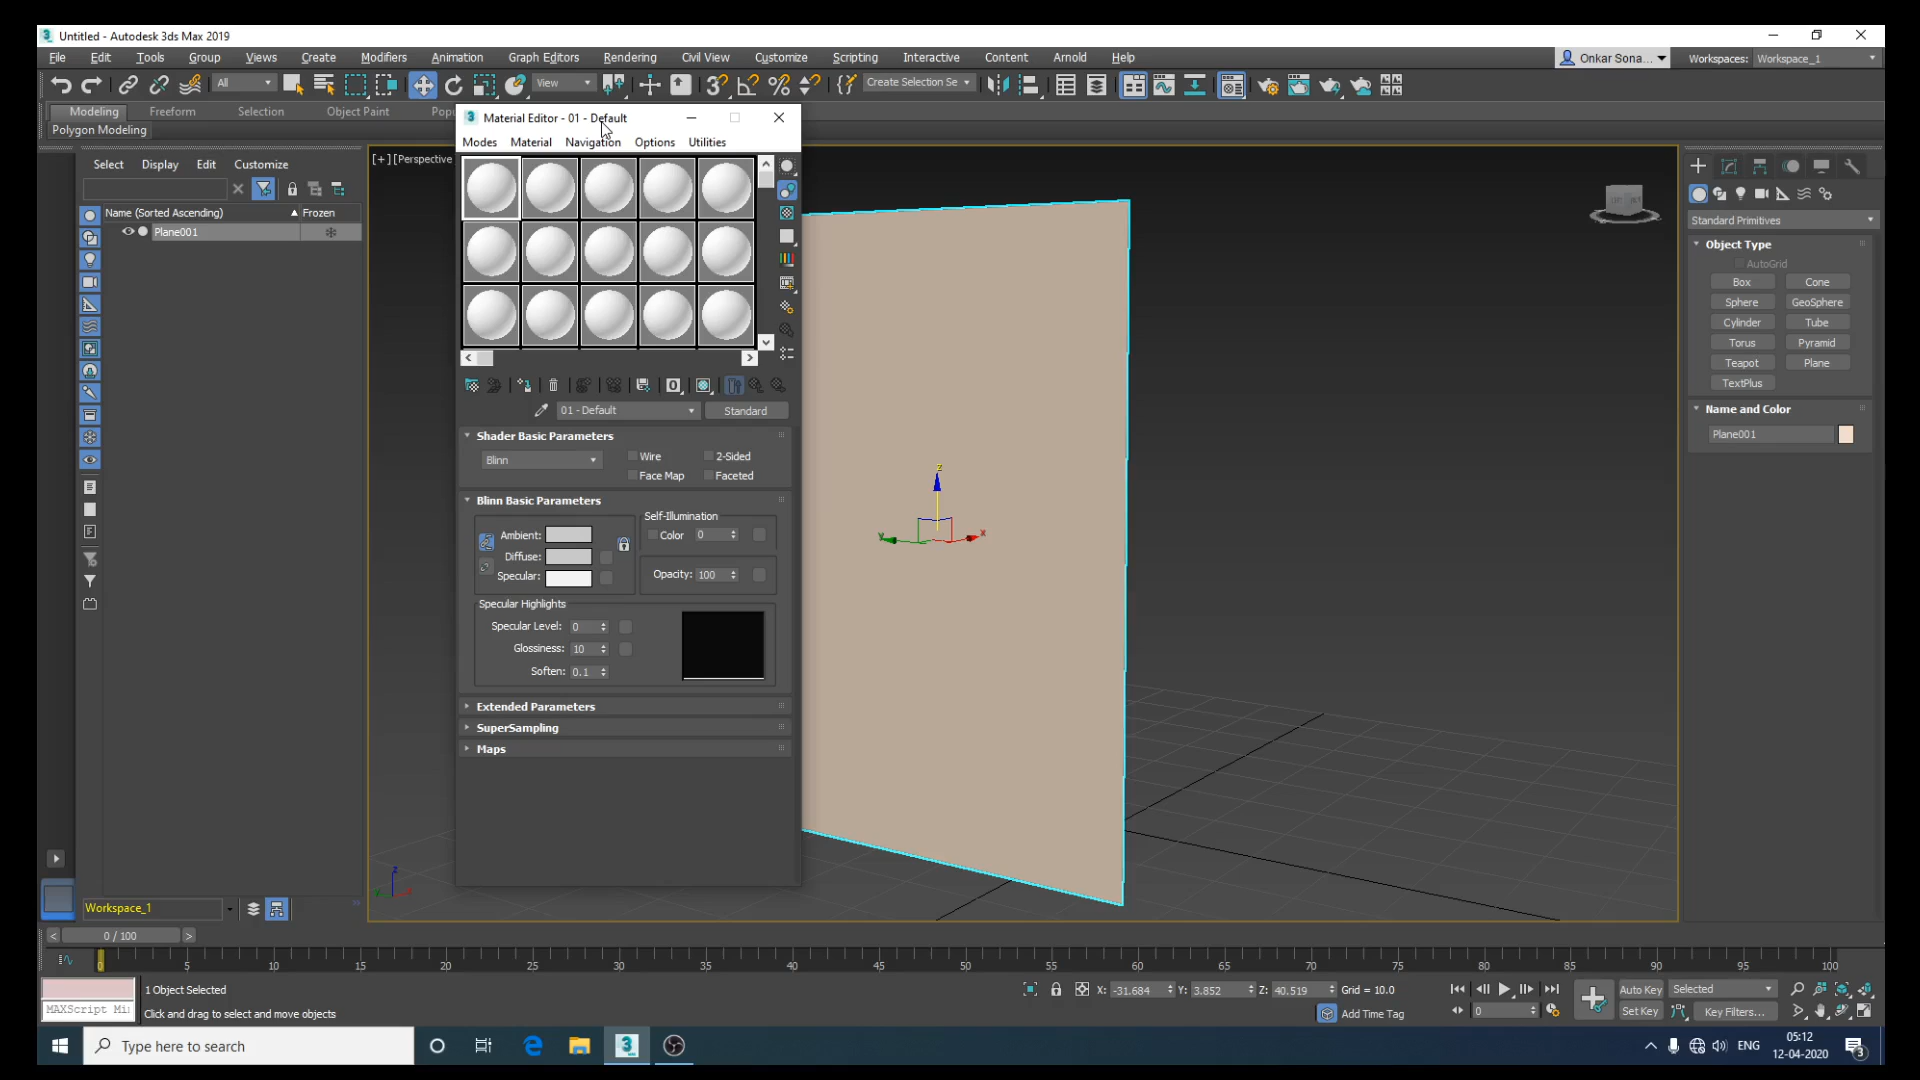 Untitled - Autodesk 3ds Max 2019
File Edit Tools Group Views Create Modifiers Animation Graph Editors Rendering Civil View Customize Scripting Interactive Content Arnold Help
Onkar Sona...
Workspaces: Workspace_1
All
View
Create Selection Se
Modeling Freeform Selection Object Paint
Polygon Modeling
Material Editor - 01 - Default
Modes Material Navigation Options Utilities
Select Display Edit Customize
Name (Sorted Ascending) Frozen
Plane001
[+] [Perspective
01 - Default
Standard
Shader Basic Parameters
Blinn
Wire
2-Sided
Face Map
Faceted
Blinn Basic Parameters
Self-Illumination
Ambient:
Color 0
Diffuse:
Specular:
Opacity: 100
Specular Highlights
Specular Level: 0
Glossiness: 10
Soften: 0.1
Extended Parameters
SuperSampling
Maps
z
y
x
Standard Primitives
Object Type
AutoGrid
Box Cone
Sphere GeoSphere
Cylinder Tube
Torus Pyramid
Teapot Plane
TextPlus
Name and Color
Plane001
Workspace_1
0 / 100
0 5 10 15 20 25 30 35 40 45 50 55 60 65 70 75 80 85 90 95 100
MAXScript Mi
1 Object Selected
Click and drag to select and move objects
X: -31.684 Y: 3.852 Z: 40.519 Grid = 10.0
Add Time Tag
0
Auto Key Selected
Set Key Key Filters...
Type here to search
ENG
05:12
12-04-2020
3